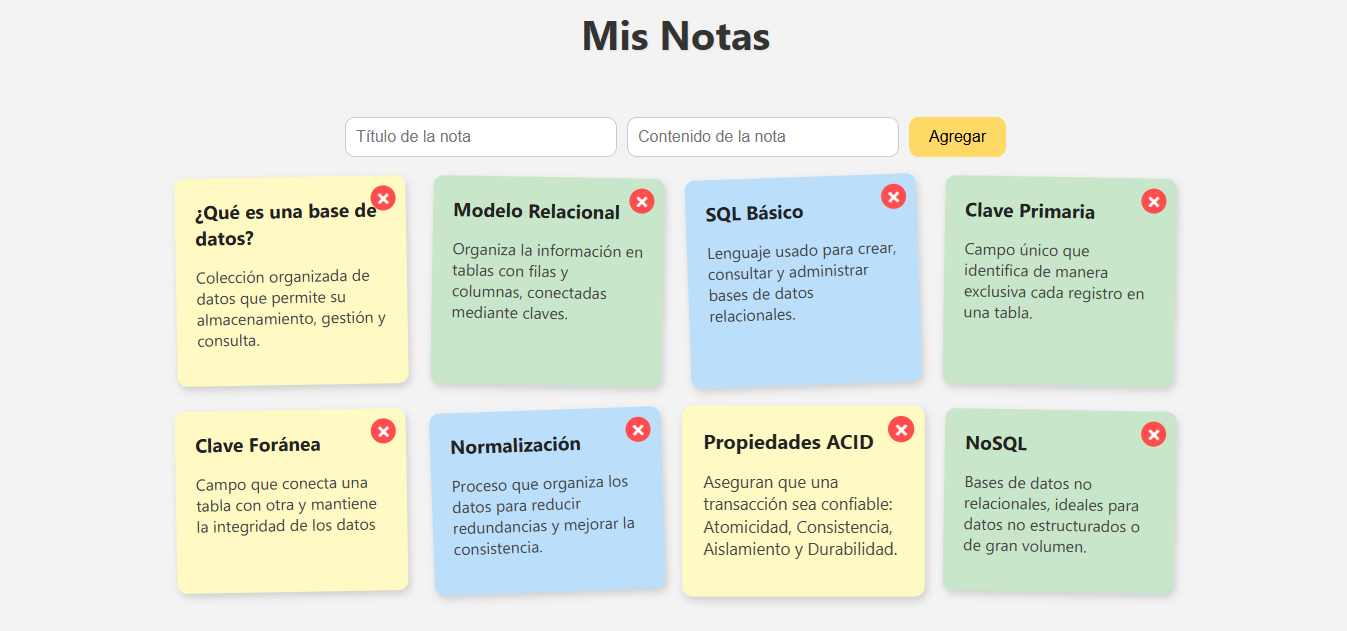 Mis Notas
Título de la nota
Contenido de la nota
Agregar
¿Qué es una base de
datos?
Colección organizada de
datos que permite su
almacenamiento, gestión y
consulta.
Modelo Relacional
Organiza la información en
tablas con filas y
columnas, conectadas
mediante claves.
SQL Básico
Lenguaje usado para crear,
consultar y administrar
bases de datos
relacionales.
Clave Primaria
Campo único que
identifica de manera
exclusiva cada registro en
una tabla.
Clave Foránea
Campo que conecta una
tabla con otra y mantiene
la integridad de los datos
Normalización
Proceso que organiza los
datos para reducir
redundancias y mejorar la
consistencia.
Propiedades ACID
Aseguran que una
transacción sea confiable:
Atomicidad, Consistencia,
Aislamiento y Durabilidad.
NoSQL
Bases de datos no
relacionales, ideales para
datos no estructurados o
de gran volumen.